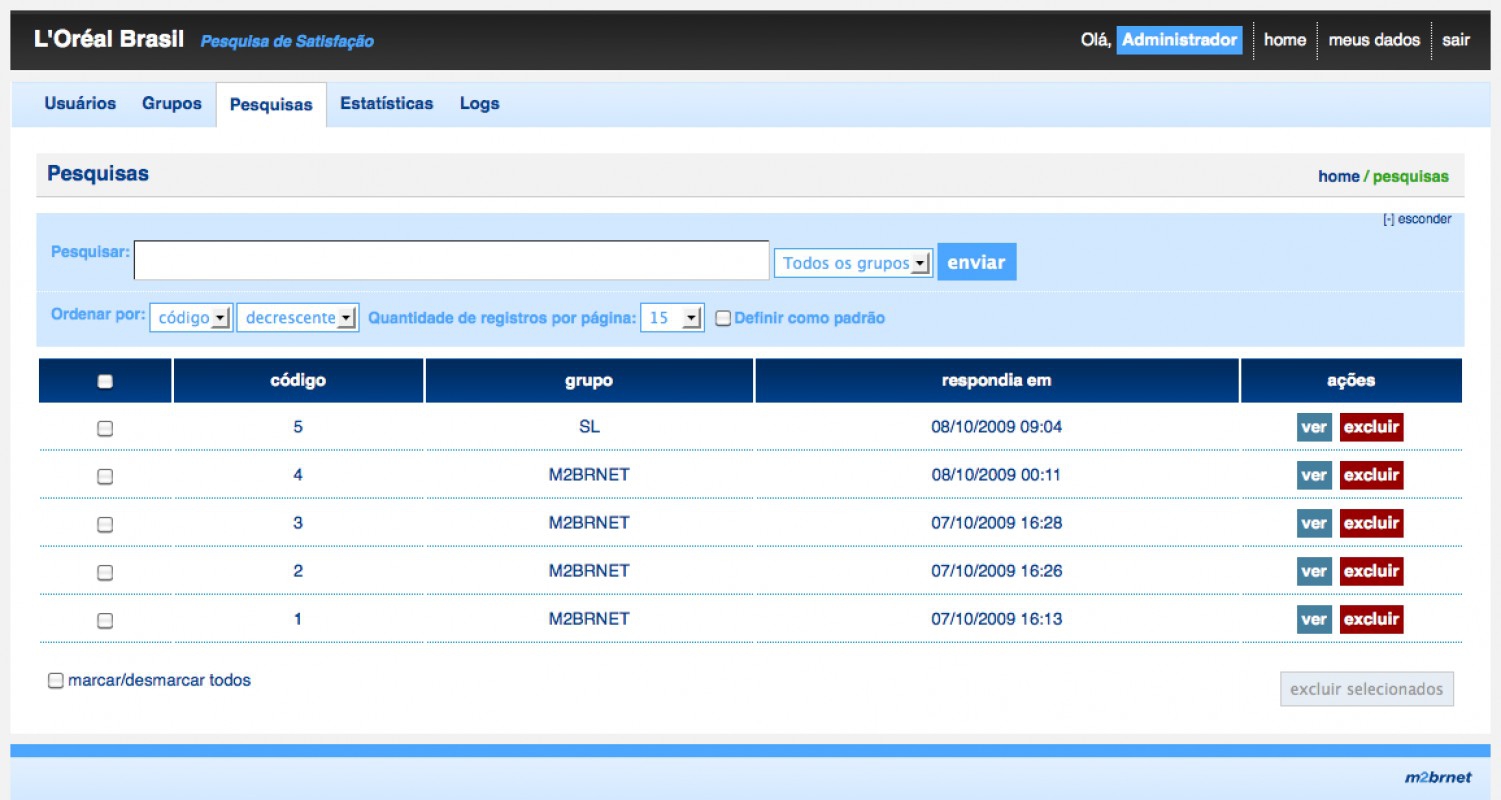 L'Oréal Brasil Pesquisa de Satisfação Olá, Administrador home meus dados sair
Usuários Grupos Pesquisas Estatísticas Logs
Pesquisas home / pesquisas
[-] esconder
Pesquisar: Todos os grupos enviar
Ordenar por: código decrescente Quantidade de registros por página: 15 Definir como padrão
código grupo respondia em ações
5 SL 08/10/2009 09:04 ver excluir
4 M2BRNET 08/10/2009 00:11 ver excluir
3 M2BRNET 07/10/2009 16:28 ver excluir
2 M2BRNET 07/10/2009 16:26 ver excluir
1 M2BRNET 07/10/2009 16:13 ver excluir
marcar/desmarcar todos excluir selecionados
m2brnet